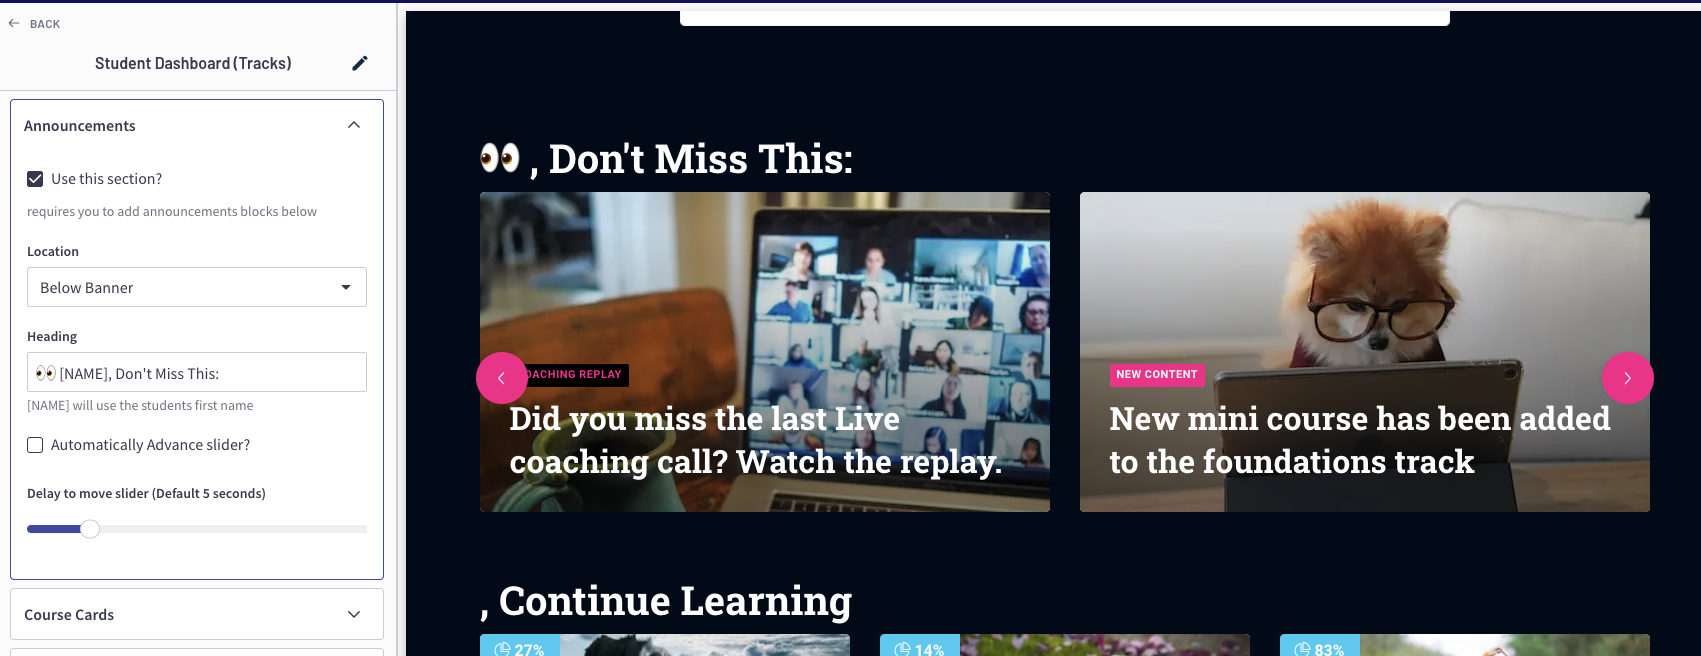 BACK
Student Dashboard (Tracks)
Announcements
Use this section?
requires you to add announcements blocks below
Location
Below Banner
Heading
👀 [NAME], Don't Miss This:
[NAME] will use the students first name
Automatically Advance slider?
Delay to move slider (Default 5 seconds)
Course Cards
👀 , Don't Miss This:
OACHING REPLAY
Did you miss the last Live
coaching call? Watch the replay.
NEW CONTENT
New mini course has been added
to the foundations track
, Continue Learning
27%
14%
83%